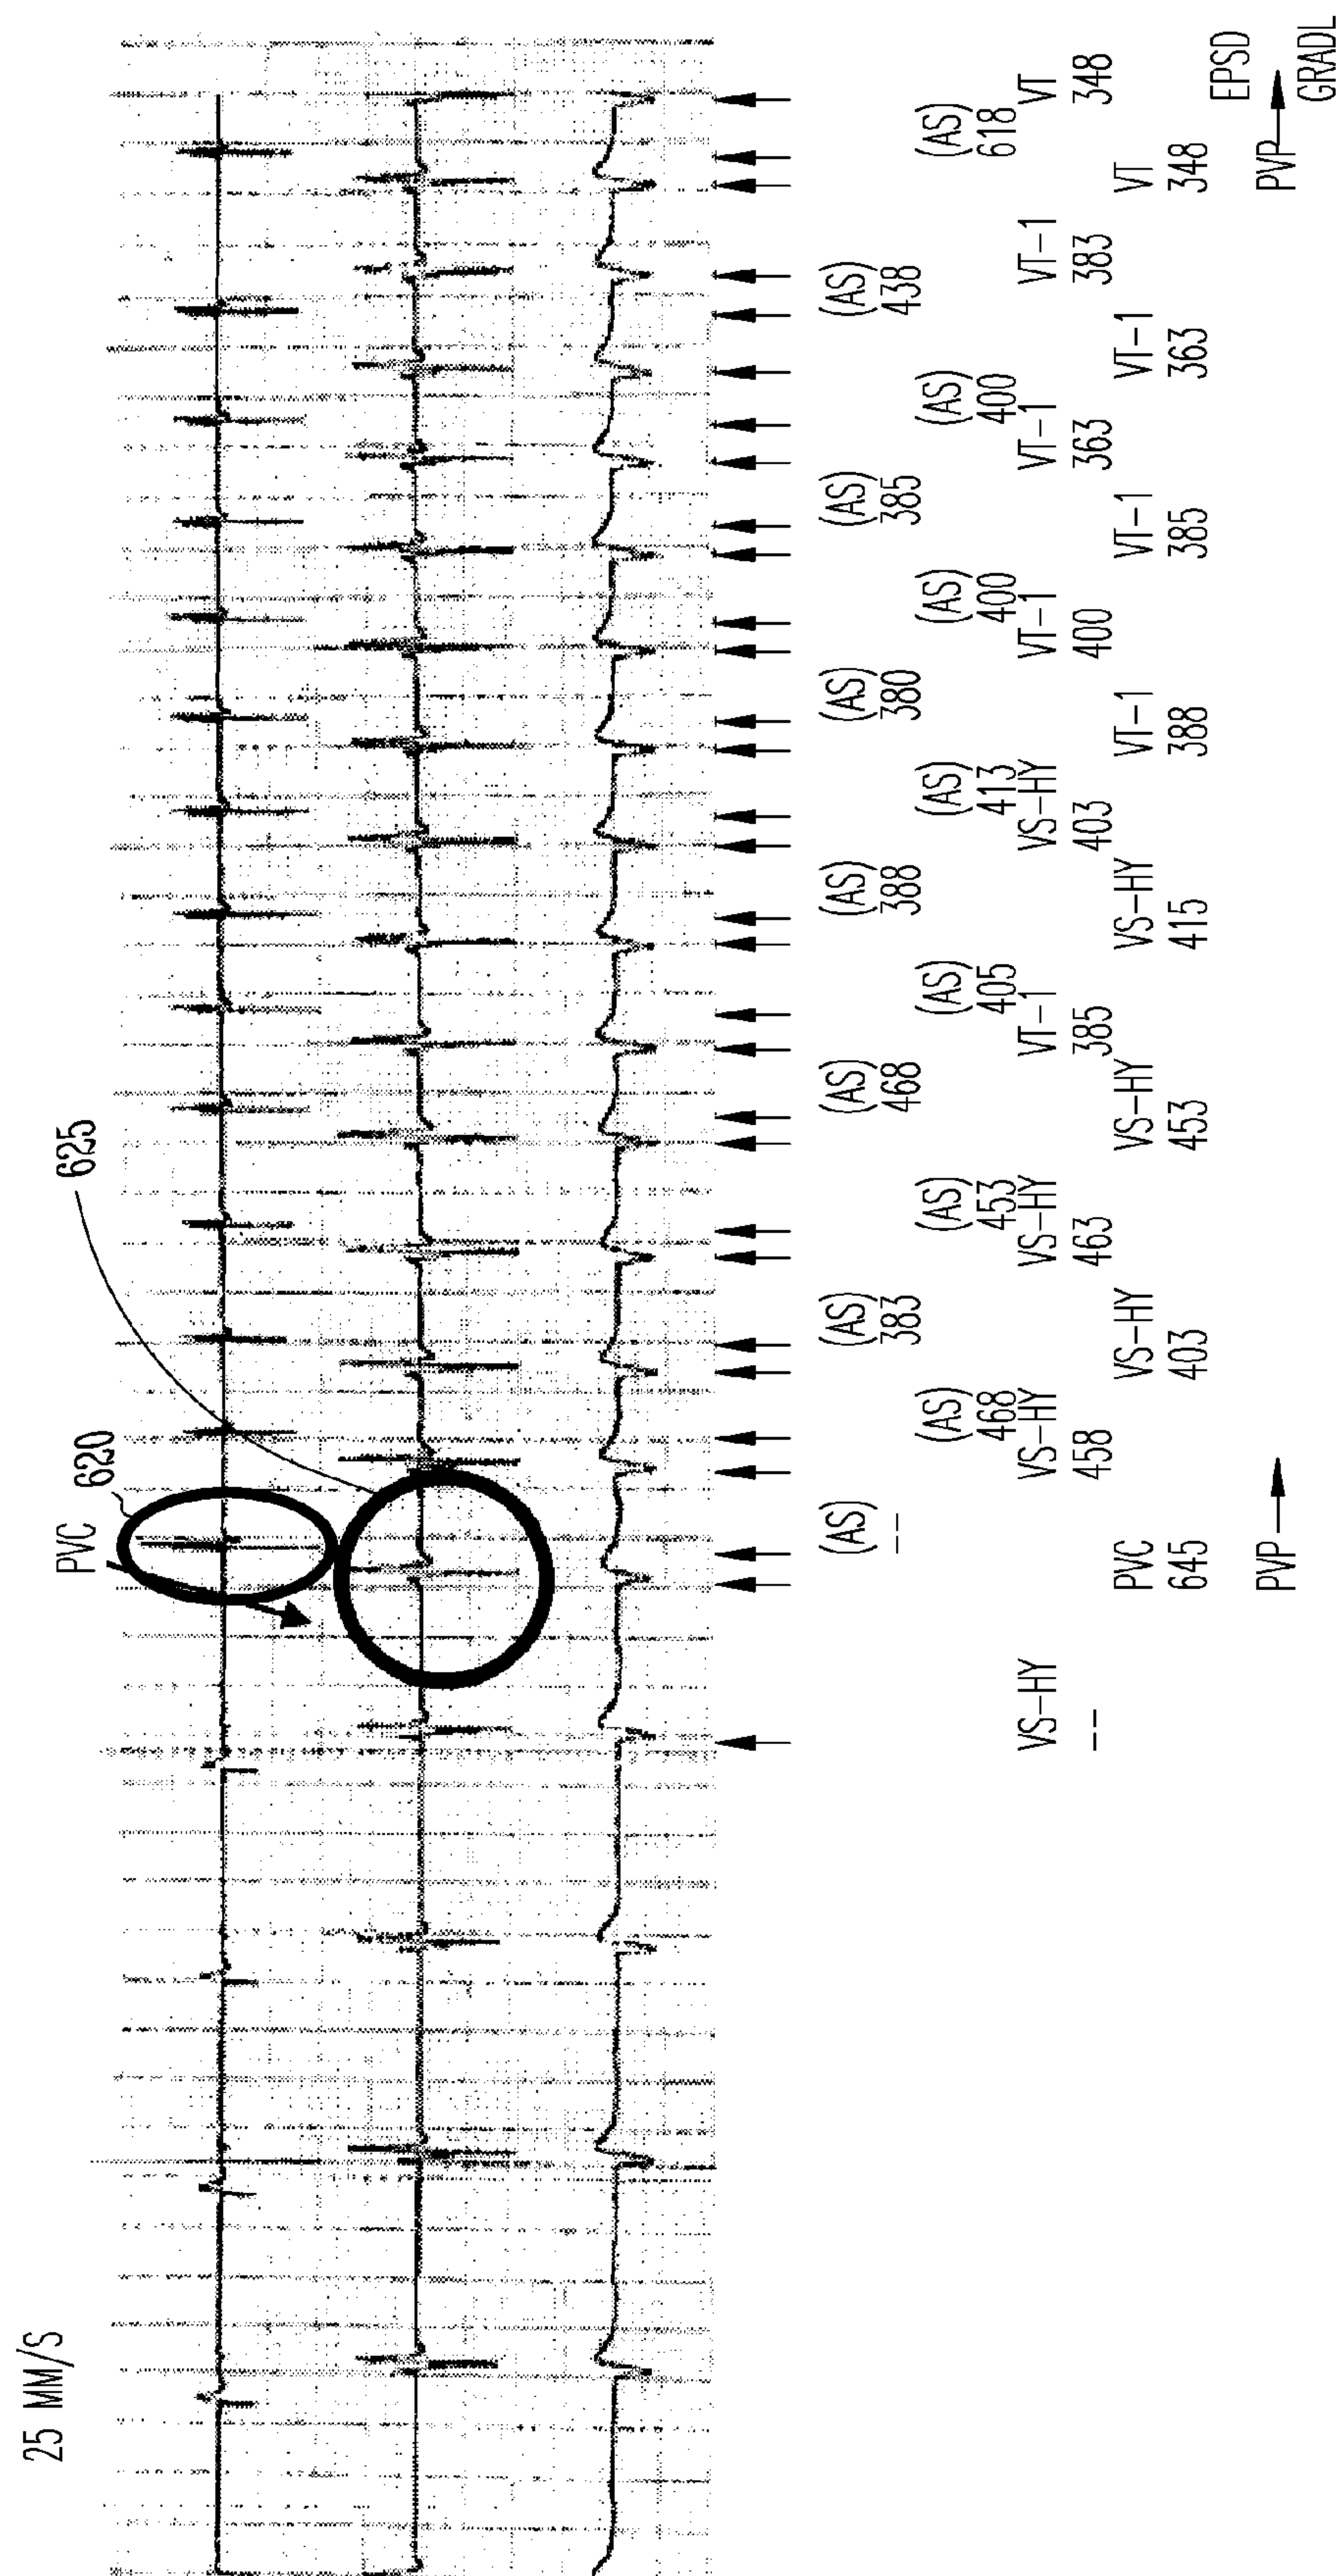 25 MM/S
PVC 625
620
(AS) (AS) (AS) (AS) (AS) (AS) (AS)
-- 383 468 388 380 385 438
(AS) (AS) (AS) (AS) (AS) (AS) (AS)
468 453 405 413 400 400 618
VS-HY VS-HY VS-HY VT-1 VS-HY VT-1 VT-1 VT-1 VT
-- 458 463 385 403 400 363 383 348
PVC VS-HY VS-HY VS-HY VT-1 VT-1 VT-1 VT
645 403 453 415 388 385 363 348
EPSD
PVP→ PVP→
GRADL